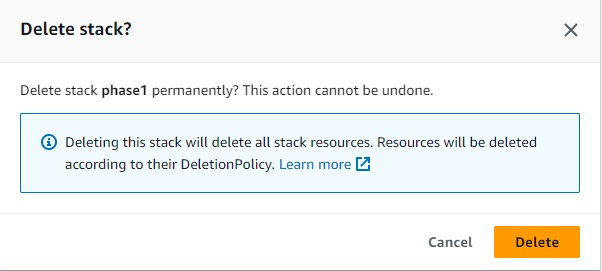 Delete stack?
Delete stack phase1 permanently? This action cannot be undone.
Deleting this stack will delete all stack resources. Resources will be deleted
according to their DeletionPolicy. Learn more
Cancel Delete